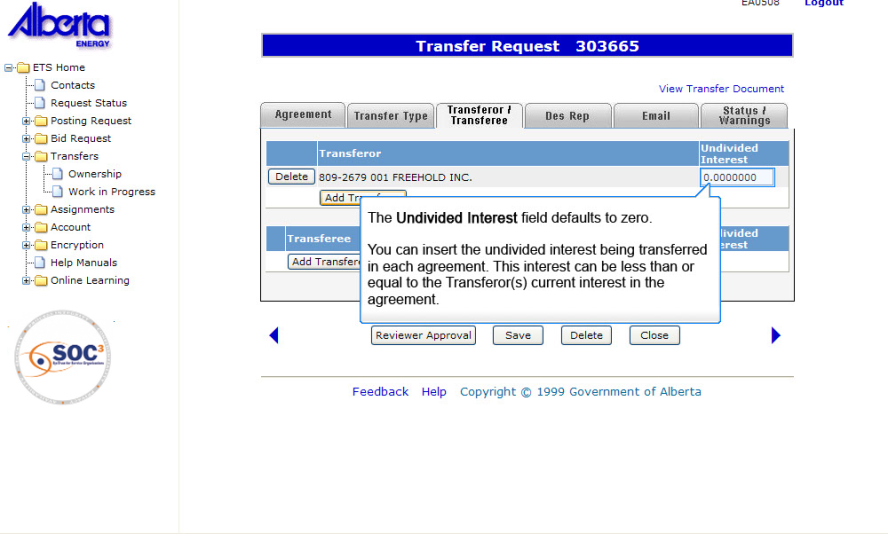 EA0508 Logout
Alberta
ENERGY
Transfer Request 303665
ETS Home
Contacts
Request Status
Posting Request
Bid Request
Transfers
Ownership
Work in Progress
Assignments
Account
Encryption
Help Manuals
Online Learning
SOC3
View Transfer Document
Agreement
Transfer Type
Transferor /
Transferee
Des Rep
Email
Status /
Warnings
Transferor
Undivided
Interest
Delete 809-2679 001 FREEHOLD INC. 0.0000000
Add
The Undivided Interest field defaults to zero.
You can insert the undivided interest being transferred
in each agreement. This interest can be less than or
equal to the Transferor(s) current interest in the
agreement.
Transferee
Add
Reviewer Approval Save Delete Close
Feedback Help Copyright © 1999 Government of Alberta